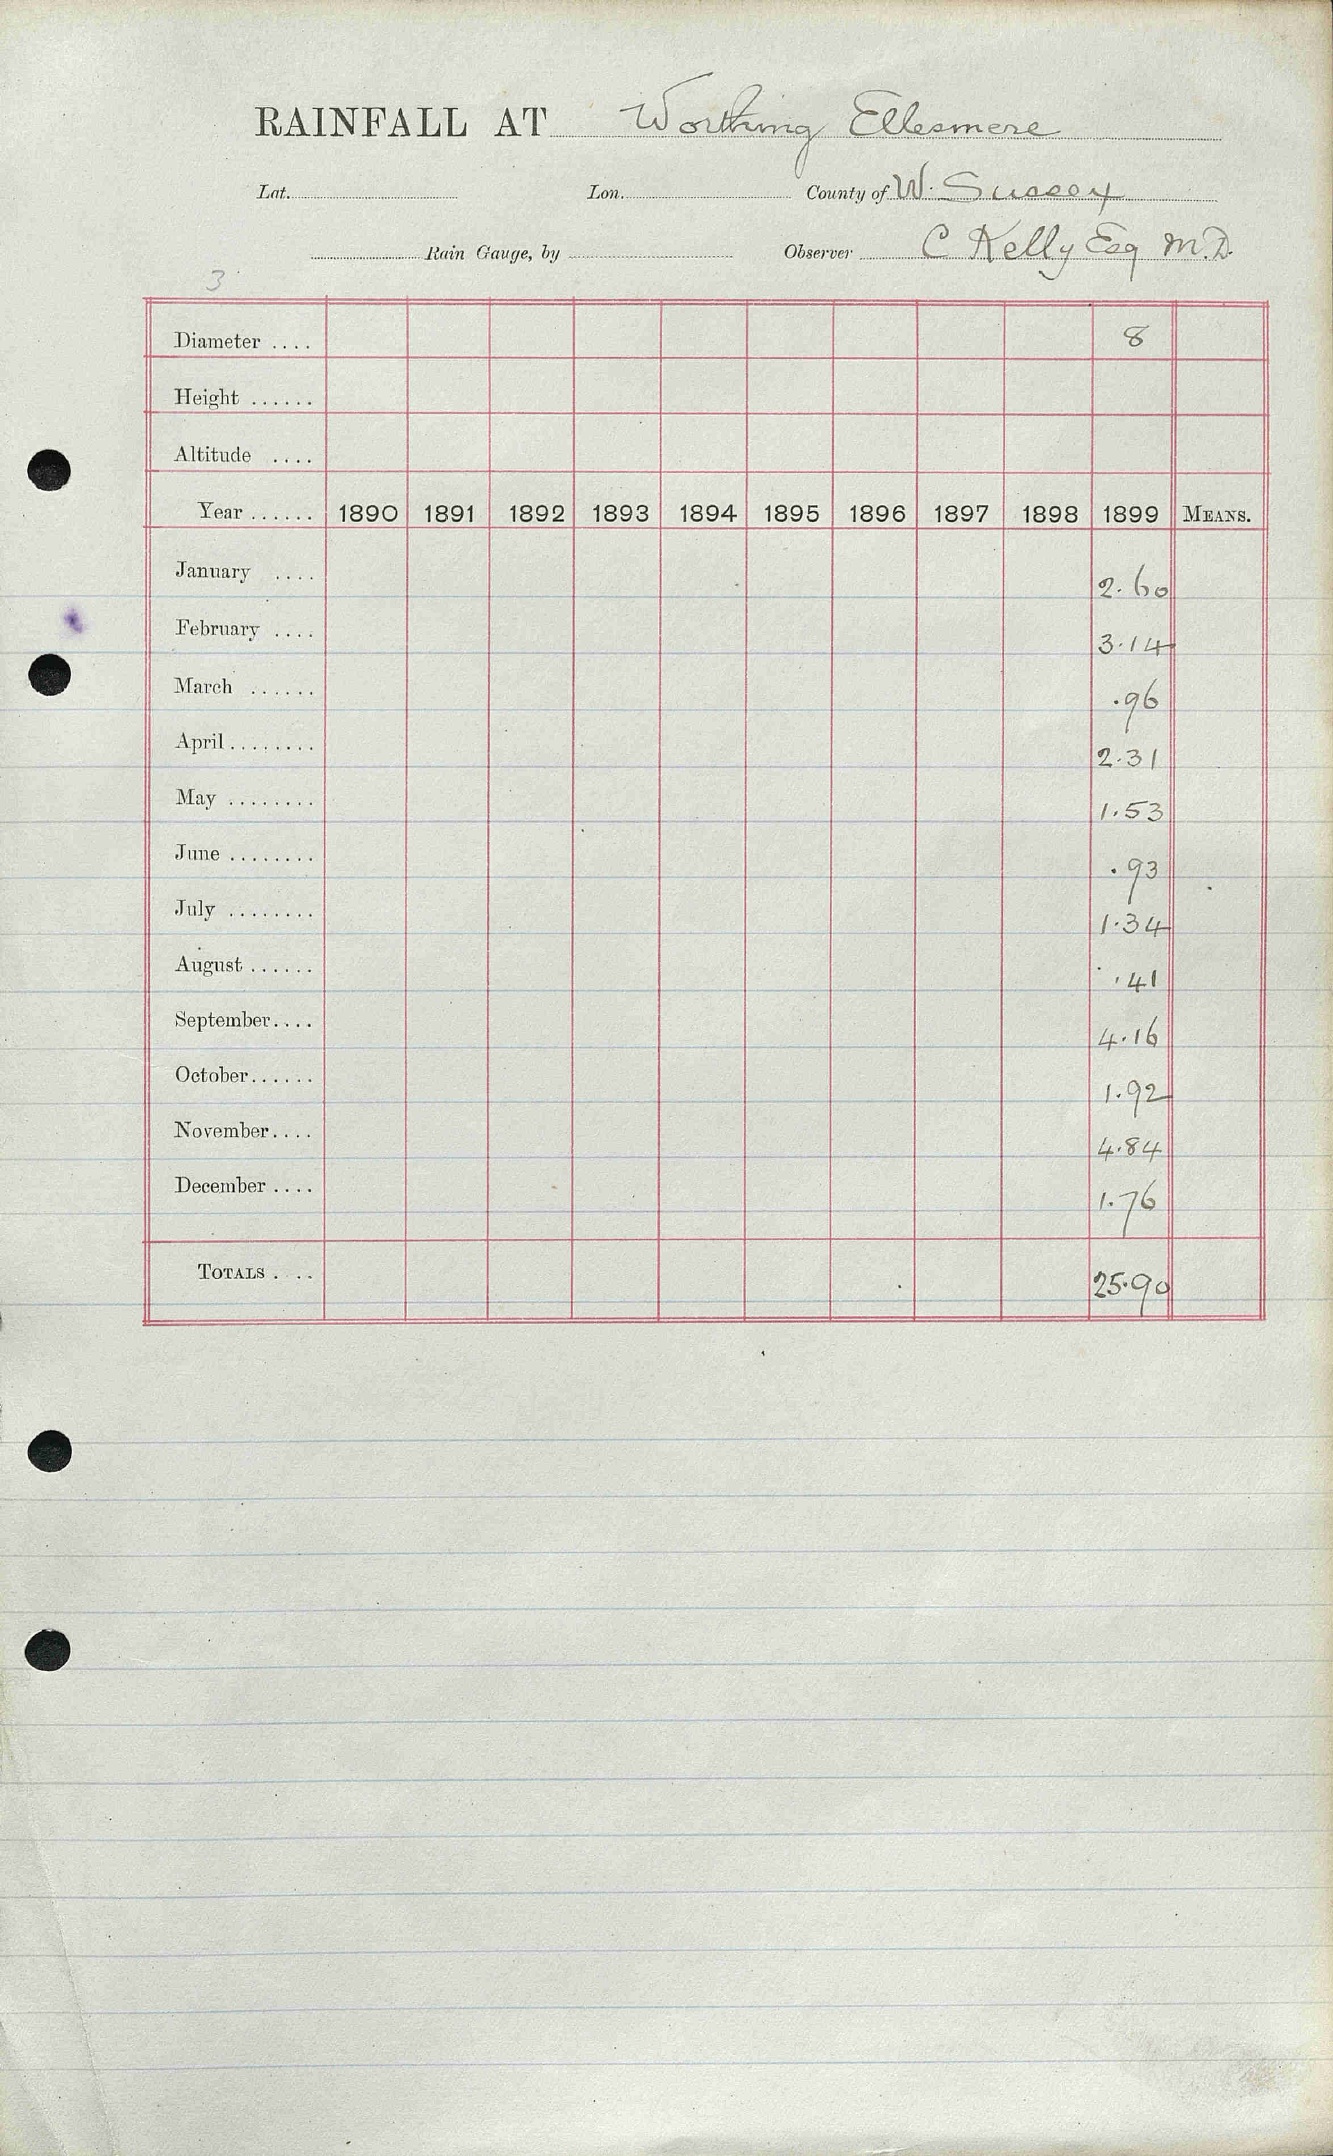 RAINFALL AT Worthing Ellesmere
Lat. Lon. County of W. Sussex
Rain Gauge, by Observer C Kelly Esq M.D.
3
Diameter .... 8
Height ......
Altitude ....
Year ...... 1890 1891 1892 1893 1894 1895 1896 1897 1898 1899 MEANS.
January .... 2.60
February .... 3.14
March ...... .96
April ........ 2.31
May ........ 1.53
June ........ .93
July ........ 1.34
August ...... .41
September.... 4.16
October...... 1.92
November.... 4.84
December .... 1.76
TOTALS .... 25.90